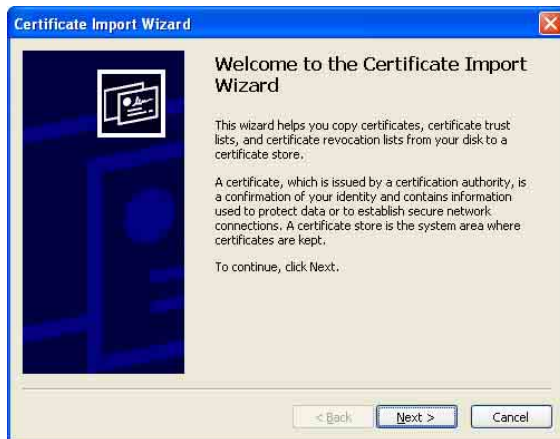 Certificate Import Wizard
Welcome to the Certificate Import
Wizard
This wizard helps you copy certificates, certificate trust
lists, and certificate revocation lists from your disk to a
certificate store.
A certificate, which is issued by a certification authority, is
a confirmation of your identity and contains information
used to protect data or to establish secure network
connections. A certificate store is the system area where
certificates are kept.
To continue, click Next.
< Back Next > Cancel